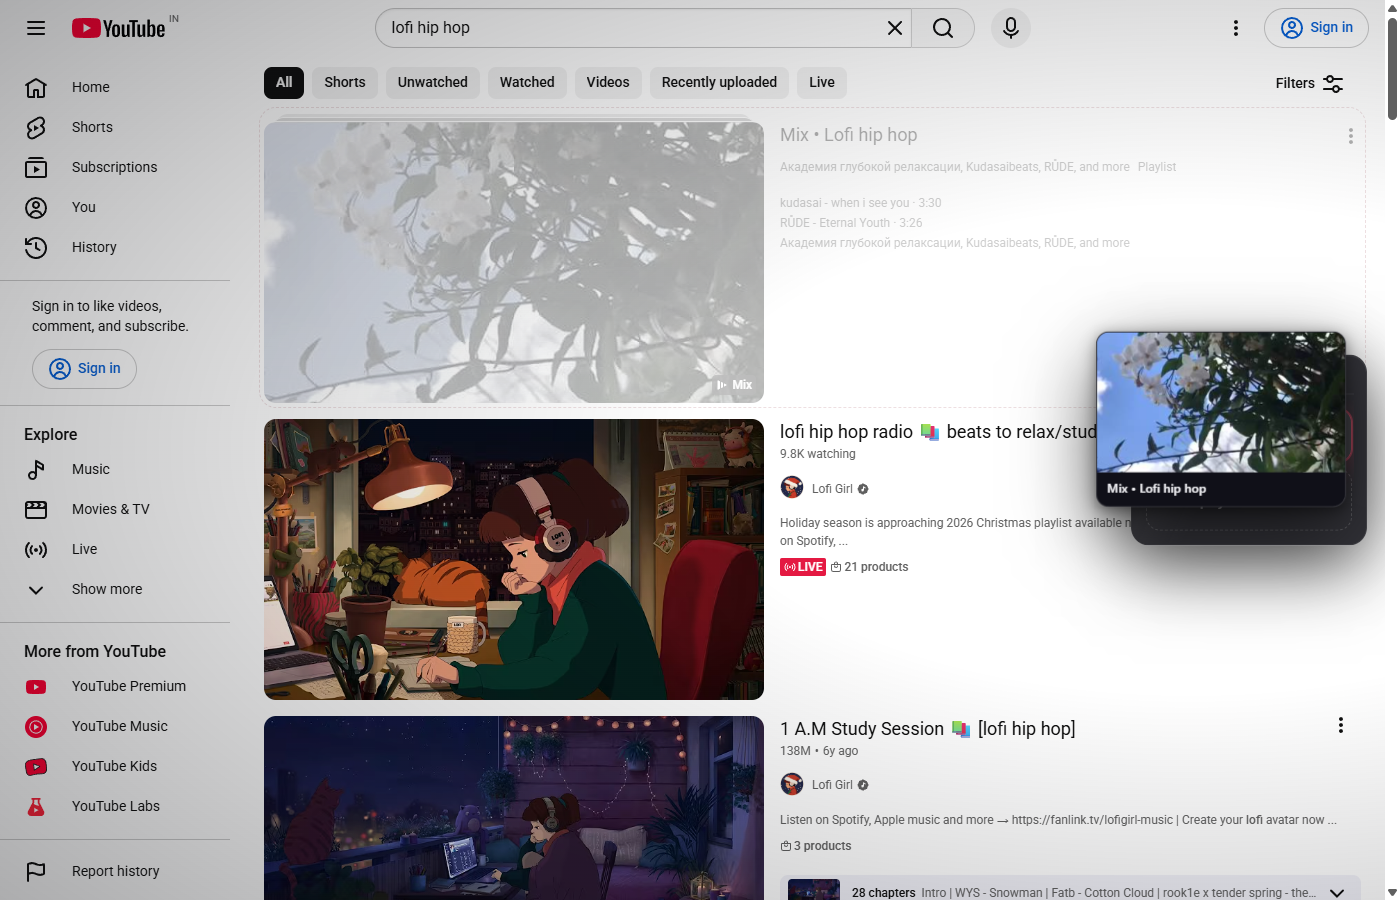 YouTube IN
lofi hip hop
Sign in
Home
Shorts
Subscriptions
You
History
Sign in to like videos,
comment, and subscribe.
Sign in
Explore
Music
Movies & TV
Live
Show more
More from YouTube
YouTube Premium
YouTube Music
YouTube Kids
YouTube Labs
Report history
All Shorts Unwatched Watched Videos Recently uploaded Live Filters
Mix • Lofi hip hop
Академия глубокой релаксации, Kudasaibeats, RŮDE, and more Playlist
kudasai - when i see you · 3:30
RŮDE - Eternal Youth · 3:26
Академия глубокой релаксации, Kudasaibeats, RŮDE, and more
Mix
lofi hip hop radio 📚 beats to relax/stud
9.8K watching
Lofi Girl
Holiday season is approaching 2026 Christmas playlist available n
on Spotify, ...
LIVE 21 products
Mix • Lofi hip hop
LOFI
1 A.M Study Session 📚 [lofi hip hop]
138M • 6y ago
Lofi Girl
Listen on Spotify, Apple music and more → https://fanlink.tv/lofigirl-music | Create your lofi avatar now ...
3 products
28 chapters Intro | WYS - Snowman | Fatb - Cotton Cloud | rook1e x tender spring - the...